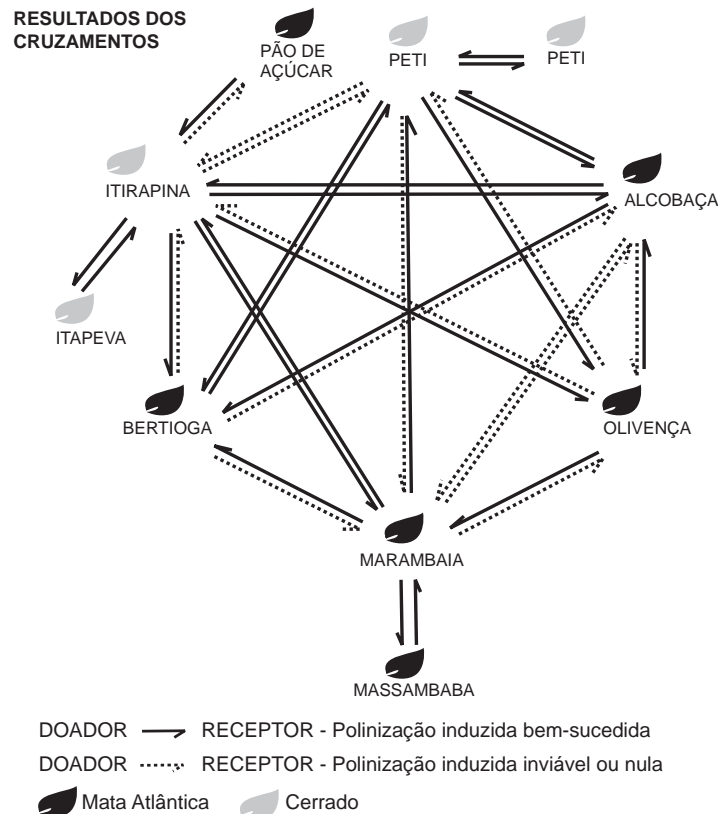 RESULTADOS DOS
CRUZAMENTOS
PÃO DE
AÇÚCAR
PETI
PETI
ITIRAPINA
ALCOBAÇA
ITAPEVA
BERTIOGA
OLIVENÇA
MARAMBAIA
MASSAMBABA
DOADOR RECEPTOR - Polinização induzida bem-sucedida
DOADOR RECEPTOR - Polinização induzida inviável ou nula
Mata Atlântica Cerrado